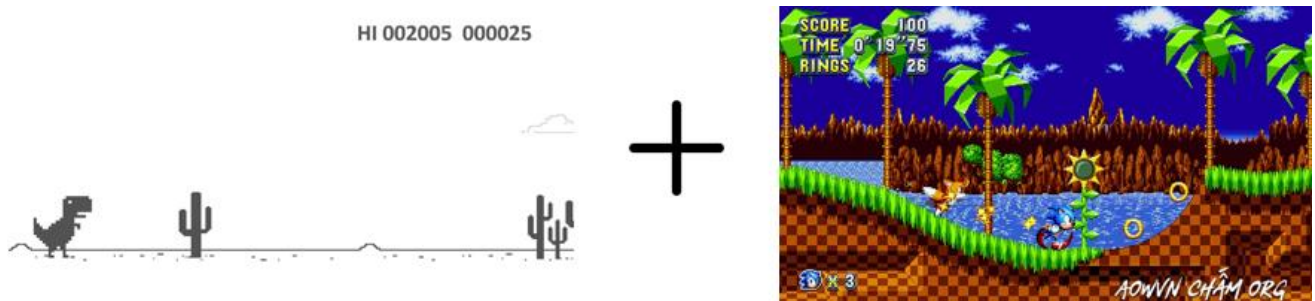 HI 002005 000025
SCORE 100
TIME 0'19"75
RINGS 26
X 3
AOWVN CHẤM ORG